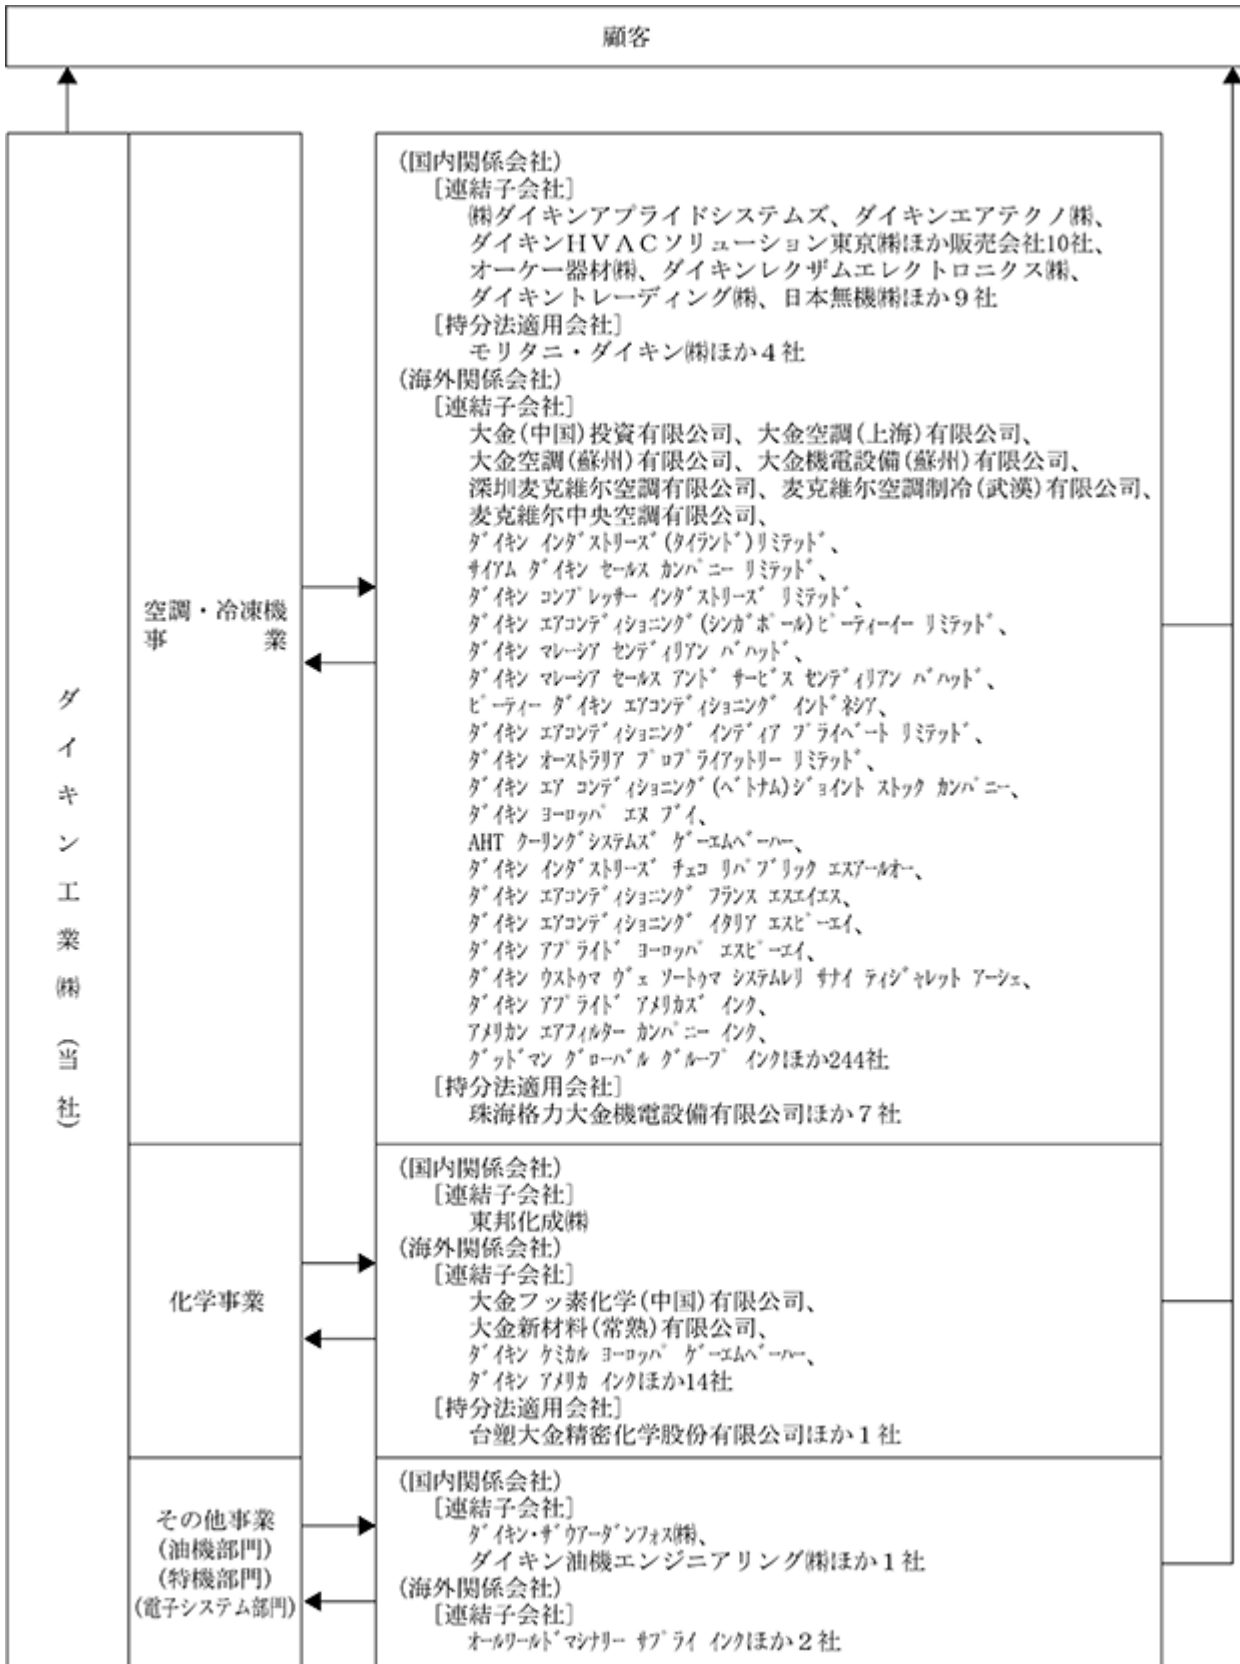 顧客
ダイキン工業㈱（当社）
空調・冷凍機
事業
(国内関係会社)
[連結子会社]
㈱ダイキンアプライドシステムズ、ダイキンエアテクノ㈱、
ダイキンＨＶＡＣソリューション東京㈱ほか販売会社10社、
オーケー器材㈱、ダイキンレクザムエレクトロニクス㈱、
ダイキントレーディング㈱、日本無機㈱ほか９社
[持分法適用会社]
モリタニ・ダイキン㈱ほか４社
(海外関係会社)
[連結子会社]
大金(中国)投資有限公司、大金空調(上海)有限公司、
大金空調(蘇州)有限公司、大金機電設備(蘇州)有限公司、
深圳麦克維尔空調有限公司、麦克維尔空調制冷(武漢)有限公司、
麦克維尔中央空調有限公司、
ﾀﾞｲｷﾝ ｲﾝﾀﾞｽﾄﾘｰｽﾞ(ﾀｲﾗﾝﾄﾞ)ﾘﾐﾃｯﾄﾞ、
ｻｲｱﾑ ﾀﾞｲｷﾝ ｾｰﾙｽ ｶﾝﾊﾟﾆｰ ﾘﾐﾃｯﾄﾞ、
ﾀﾞｲｷﾝ ｺﾝﾌﾟﾚｯｻｰ ｲﾝﾀﾞｽﾄﾘｰｽﾞ ﾘﾐﾃｯﾄﾞ、
ﾀﾞｲｷﾝ ｴｱｺﾝﾃﾞｨｼｮﾆﾝｸﾞ(ｼﾝｶﾞﾎﾟｰﾙ)ﾋﾟｰﾃｨｰｲｰ ﾘﾐﾃｯﾄﾞ、
ﾀﾞｲｷﾝ ﾏﾚｰｼｱ ｾﾝﾃﾞｨﾘｱﾝ ﾊﾞﾊｯﾄﾞ、
ﾀﾞｲｷﾝ ﾏﾚｰｼｱ ｾｰﾙｽ ｱﾝﾄﾞ ｻｰﾋﾞｽ ｾﾝﾃﾞｨﾘｱﾝ ﾊﾞﾊｯﾄﾞ、
ﾋﾟｰﾃｨｰ ﾀﾞｲｷﾝ ｴｱｺﾝﾃﾞｨｼｮﾆﾝｸﾞ ｲﾝﾄﾞﾈｼｱ、
ﾀﾞｲｷﾝ ｴｱｺﾝﾃﾞｨｼｮﾆﾝｸﾞ ｲﾝﾃﾞｨｱ ﾌﾟﾗｲﾍﾞｰﾄ ﾘﾐﾃｯﾄﾞ、
ﾀﾞｲｷﾝ ｵｰｽﾄﾗﾘｱ ﾌﾟﾛﾌﾟﾗｲｱｯﾄﾘｰ ﾘﾐﾃｯﾄﾞ、
ﾀﾞｲｷﾝ ｴｱ ｺﾝﾃﾞｨｼｮﾆﾝｸﾞ(ﾍﾞﾄﾅﾑ)ｼﾞｮｲﾝﾄ ｽﾄｯｸ ｶﾝﾊﾟﾆｰ、
ﾀﾞｲｷﾝ ﾖｰﾛｯﾊﾟ ｴﾇ ﾌﾞｲ、
AHT ｸｰﾘﾝｸﾞｼｽﾃﾑｽﾞ ｹﾞｰｴﾑﾍﾞｰﾊｰ、
ﾀﾞｲｷﾝ ｲﾝﾀﾞｽﾄﾘｰｽﾞ ﾁｪｺ ﾘﾊﾟﾌﾞﾘｯｸ ｴｽｱｰﾙｵｰ、
ﾀﾞｲｷﾝ ｴｱｺﾝﾃﾞｨｼｮﾆﾝｸﾞ ﾌﾗﾝｽ ｴｽｴｲｴｽ、
ﾀﾞｲｷﾝ ｴｱｺﾝﾃﾞｨｼｮﾆﾝｸﾞ ｲﾀﾘｱ ｴｽﾋﾟｰｴｲ、
ﾀﾞｲｷﾝ ｱﾌﾟﾗｲﾄﾞ ﾖｰﾛｯﾊﾟ ｴｽﾋﾟｰｴｲ、
ﾀﾞｲｷﾝ ｳｽﾄｩﾏ ｳﾞｪ ｿｰﾄｩﾏ ｼｽﾃﾑﾚﾘ ｻﾅｲ ﾃｨｼﾞｬﾚｯﾄ ｱｰｼｪ、
ﾀﾞｲｷﾝ ｱﾌﾟﾗｲﾄﾞ ｱﾒﾘｶｽﾞ ｲﾝｸ、
ｱﾒﾘｶﾝ ｴｱﾌｨﾙﾀｰ ｶﾝﾊﾟﾆｰ ｲﾝｸ、
ｸﾞｯﾄﾞﾏﾝ ｸﾞﾛｰﾊﾞﾙ ｸﾞﾙｰﾌﾟ ｲﾝｸほか244社
[持分法適用会社]
珠海格力大金機電設備有限公司ほか７社
化学事業
(国内関係会社)
[連結子会社]
東邦化成㈱
(海外関係会社)
[連結子会社]
大金フッ素化学(中国)有限公司、
大金新材料(常熟)有限公司、
ﾀﾞｲｷﾝ ｹﾐｶﾙ ﾖｰﾛｯﾊﾟ ｹﾞｰｴﾑﾍﾞｰﾊｰ、
ﾀﾞｲｷﾝ ｱﾒﾘｶ ｲﾝｸほか14社
[持分法適用会社]
台塑大金精密化学股份有限公司ほか１社
その他事業
(油機部門)
(特機部門)
(電子システム部門)
(国内関係会社)
[連結子会社]
ﾀﾞｲｷﾝ･ｻﾞｳｱｰﾀﾞﾝﾌｫｽ㈱、
ダイキン油機エンジニアリング㈱ほか１社
(海外関係会社)
[連結子会社]
ｵｰﾙﾜｰﾙﾄﾞﾏｼﾅﾘｰ ｻﾌﾟﾗｲ ｲﾝｸほか２社